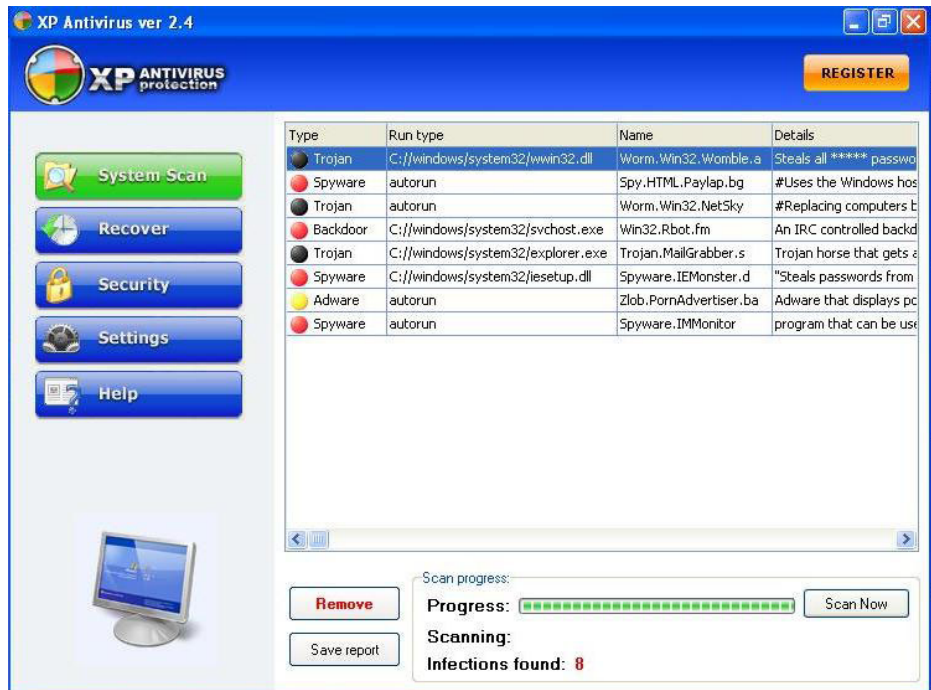 XP Antivirus ver 2.4
XP ANTIVIRUS protection
REGISTER
System Scan
Recover
Security
Settings
Help
Type Run type Name Details
Trojan C://windows/system32/wwin32.dll Worm.Win32.Womble.a Steals all ***** passwo
Spyware autorun Spy.HTML.Paylap.bg #Uses the Windows hos
Trojan autorun Worm.Win32.NetSky #Replacing computers b
Backdoor C://windows/system32/svchost.exe Win32.Rbot.fm An IRC controlled backd
Trojan C://windows/system32/explorer.exe Trojan.MailGrabber.s Trojan horse that gets a
Spyware C://windows/system32/iesetup.dll Spyware.IEMonster.d "Steals passwords from
Adware autorun Zlob.PornAdvertiser.ba Adware that displays po
Spyware autorun Spyware.IMMonitor program that can be use
Remove
Save report
Scan progress:
Progress:
Scan Now
Scanning:
Infections found: 8